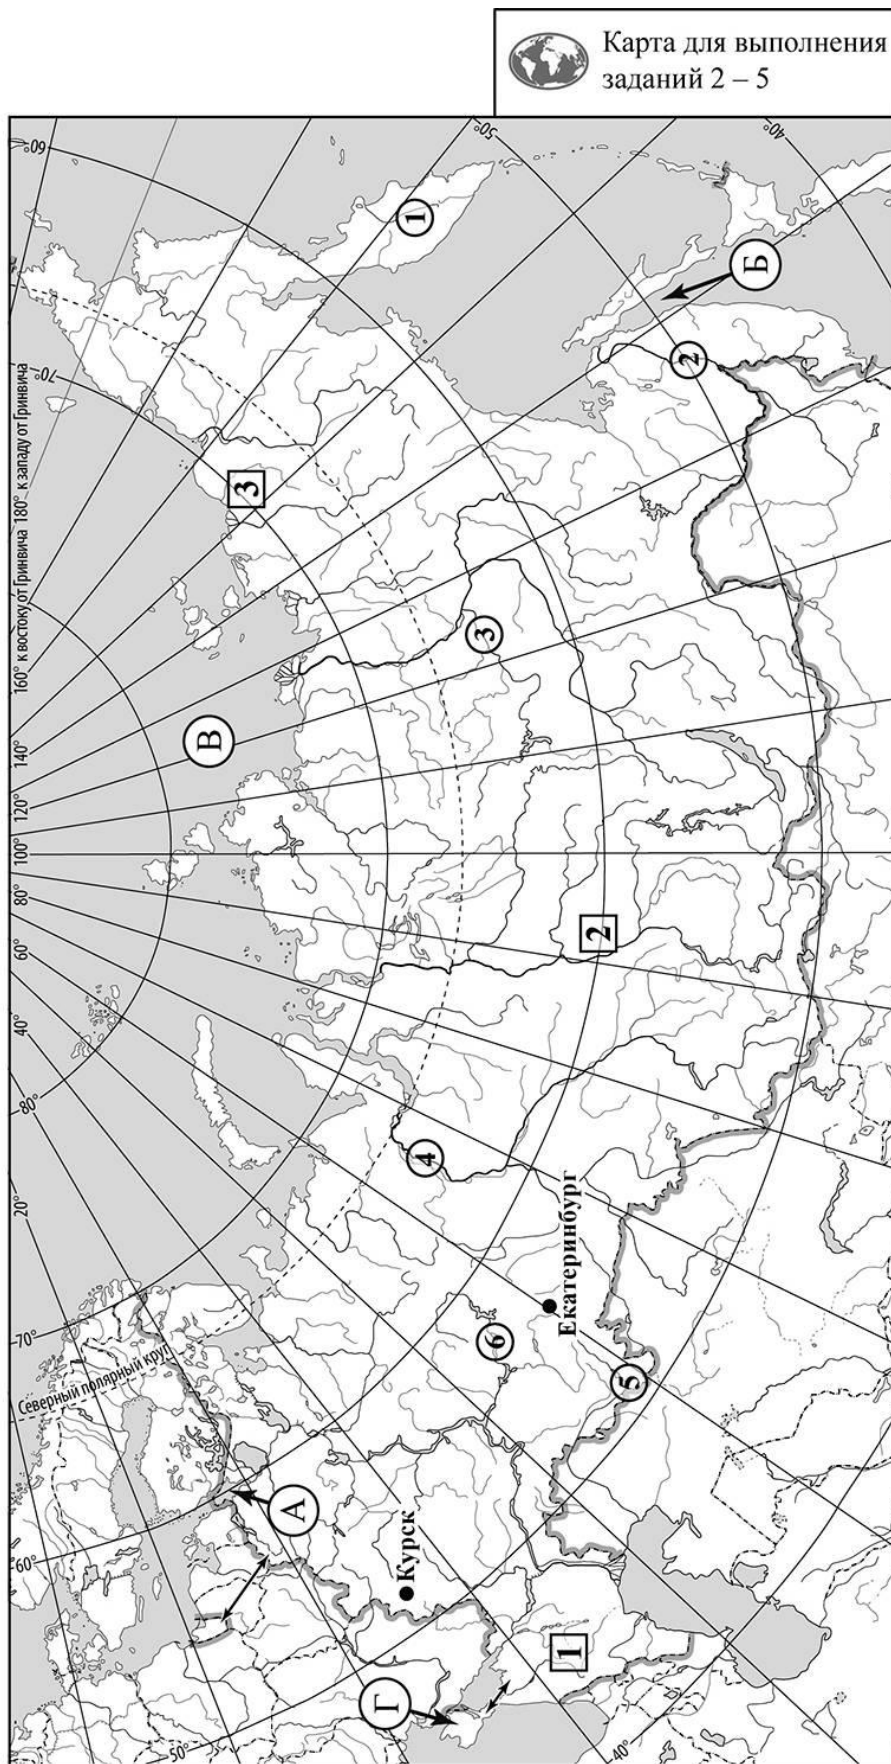 Карта для выполнения
заданий 2 – 5
60°
50°
40°
70°
160° к востоку от Гринвича 180° к западу от Гринвича
140°
120°
100°
80°
60°
40°
20°
80°
70°
60°
50°
40°
Северный полярный круг
1
2
3
4
5
6
1
2
3
А
Б
В
Г
Екатеринбург
Курск